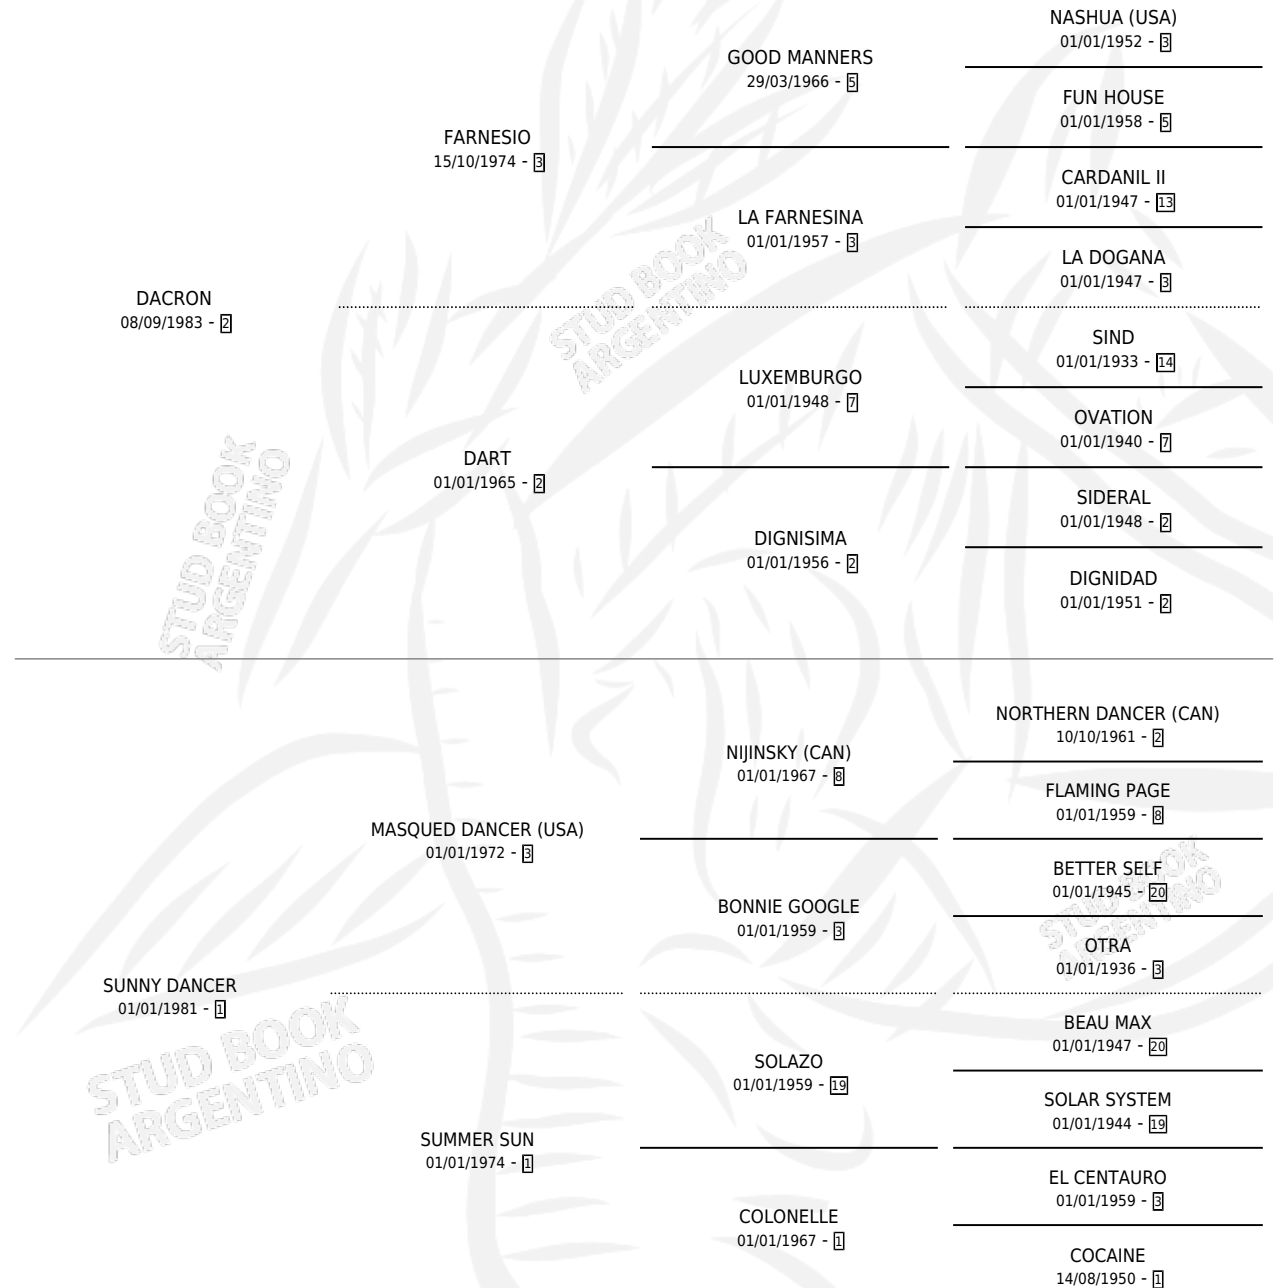 NASHUA (USA)
01/01/1952 - 3
GOOD MANNERS
29/03/1966 - 5
FUN HOUSE
01/01/1958 - 5
FARNESIO
15/10/1974 - 3
CARDANIL II
01/01/1947 - 13
LA FARNESINA
01/01/1957 - 3
LA DOGANA
01/01/1947 - 3
DACRON
08/09/1983 - 2
SIND
01/01/1933 - 14
LUXEMBURGO
01/01/1948 - 7
OVATION
01/01/1940 - 7
DART
01/01/1965 - 2
SIDERAL
01/01/1948 - 2
DIGNISIMA
01/01/1956 - 2
DIGNIDAD
01/01/1951 - 2
NORTHERN DANCER (CAN)
10/10/1961 - 2
NIJINSKY (CAN)
01/01/1967 - 8
FLAMING PAGE
01/01/1959 - 8
MASQUED DANCER (USA)
01/01/1972 - 3
BETTER SELF
01/01/1945 - 20
BONNIE GOOGLE
01/01/1959 - 3
OTRA
01/01/1936 - 3
SUNNY DANCER
01/01/1981 - 1
BEAU MAX
01/01/1947 - 20
SOLAZO
01/01/1959 - 19
SOLAR SYSTEM
01/01/1944 - 19
SUMMER SUN
01/01/1974 - 1
EL CENTAURO
01/01/1959 - 3
COLONELLE
01/01/1967 - 1
COCAINE
14/08/1950 - 1
STUD BOOK
ARGENTINO
STUD BOOK
ARGENTINO
STUD BOOK
ARGENTINO
STUD BOOK
ARGENTINO